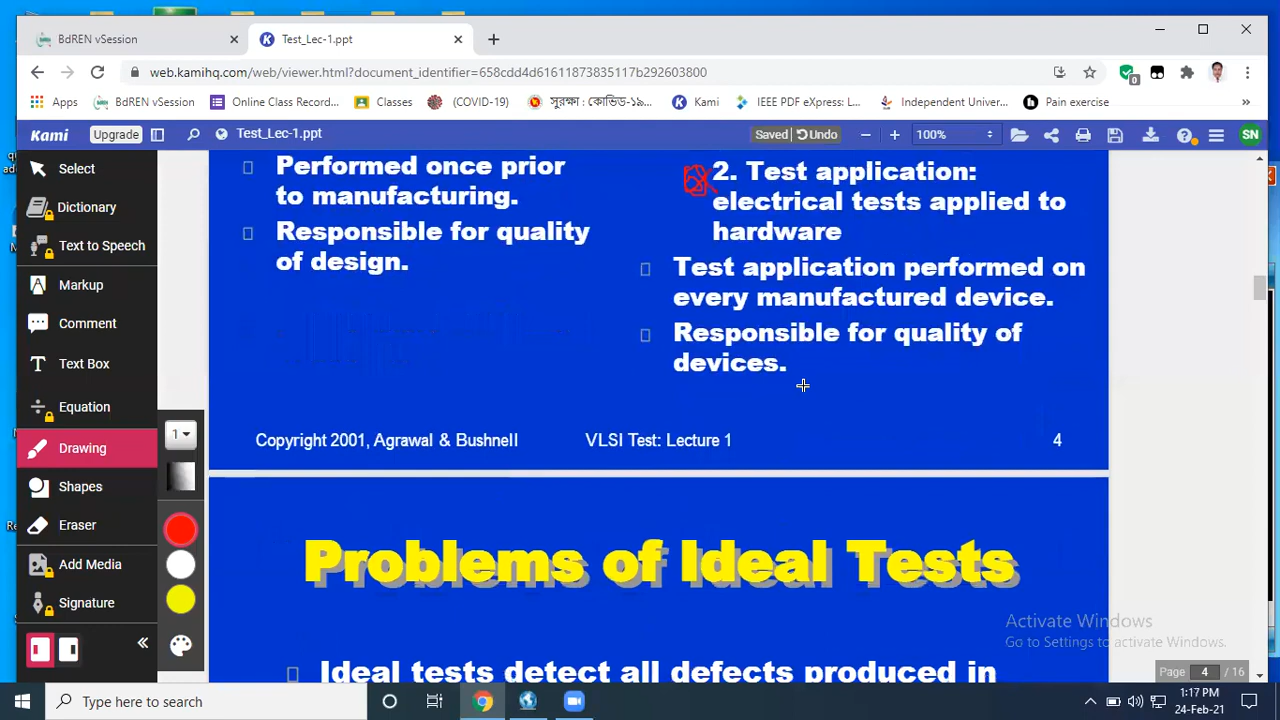 BdREN vSession
Test_Lec-1.ppt
web.kamihq.com/web/viewer.html?document_identifier=658cdd4d61611873835117b292603800
Apps
BdREN vSession
Online Class Record...
Classes
(COVID-19)
সুরক্ষা : কোভিড-১৯...
Kami
IEEE PDF eXpress: L...
Independent Univer...
Pain exercise
»
Kami
Upgrade
Test_Lec-1.ppt
Saved
Undo
100%
SN
Select
Dictionary
Text to Speech
Markup
Comment
Text Box
Equation
Drawing
Shapes
Eraser
Add Media
Signature
1
Performed once prior
to manufacturing.
Responsible for quality
of design.
2. Test application:
electrical tests applied to
hardware
Test application performed on
every manufactured device.
Responsible for quality of
devices.
Copyright 2001, Agrawal & Bushnell
VLSI Test: Lecture 1
4
Problems of Ideal Tests
Ideal tests detect all defects produced in
Activate Windows
Go to Settings to activate Windows.
Page 4 / 16
Type here to search
1:17 PM
24-Feb-21